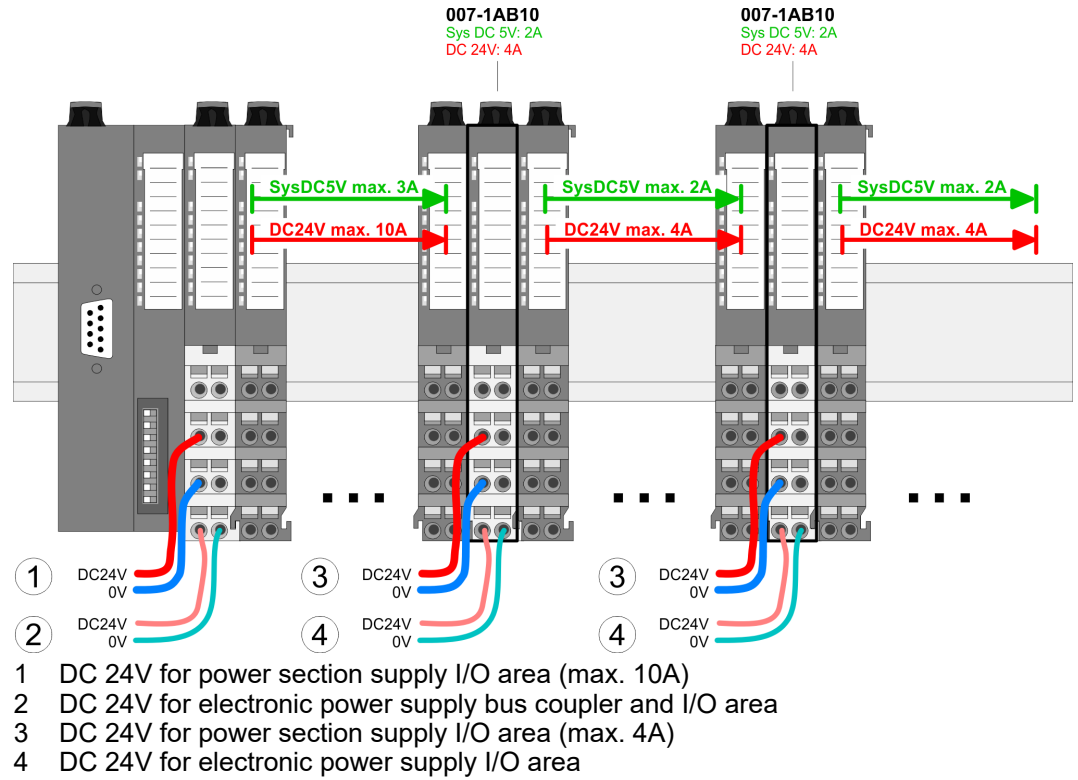 007-1AB10
Sys DC 5V: 2A
DC 24V: 4A
007-1AB10
Sys DC 5V: 2A
DC 24V: 4A
SysDC5V max. 3A
SysDC5V max. 2A
SysDC5V max. 2A
DC24V max. 10A
DC24V max. 4A
DC24V max. 4A
1
DC24V
0V
3
DC24V
0V
3
DC24V
0V
2
DC24V
0V
4
DC24V
0V
4
DC24V
0V
1 DC 24V for power section supply I/O area (max. 10A)
2 DC 24V for electronic power supply bus coupler and I/O area
3 DC 24V for power section supply I/O area (max. 4A)
4 DC 24V for electronic power supply I/O area